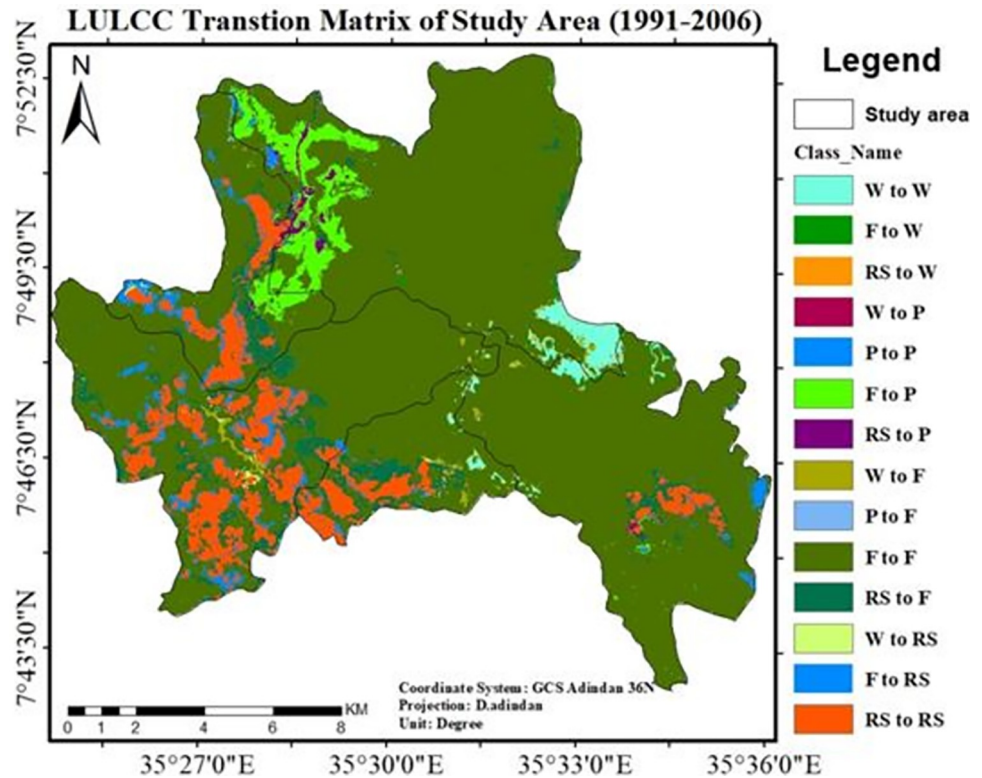 LULCC Transtion Matrix of Study Area (1991-2006)
N
7°52'30"N
7°49'30"N
7°46'30"N
7°43'30"N
Coordinate System: GCS Adindan 36N
Projection: D.adindan
Unit: Degree
KM
0 1 2 4 6 8
35°27'0"E 35°30'0"E 35°33'0"E 35°36'0"E
Legend
Study area
Class_Name
W to W
F to W
RS to W
W to P
P to P
F to P
RS to P
W to F
P to F
F to F
RS to F
W to RS
F to RS
RS to RS